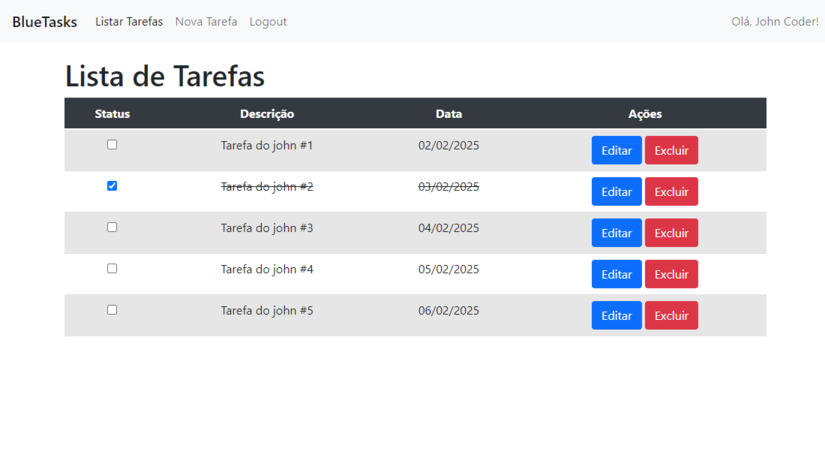 BlueTasks Listar Tarefas Nova Tarefa Logout Olá, John Coder!
Lista de Tarefas
Status Descrição Data Ações
Tarefa do john #1 02/02/2025 Editar Excluir
Tarefa do john #2 03/02/2025 Editar Excluir
Tarefa do john #3 04/02/2025 Editar Excluir
Tarefa do john #4 05/02/2025 Editar Excluir
Tarefa do john #5 06/02/2025 Editar Excluir